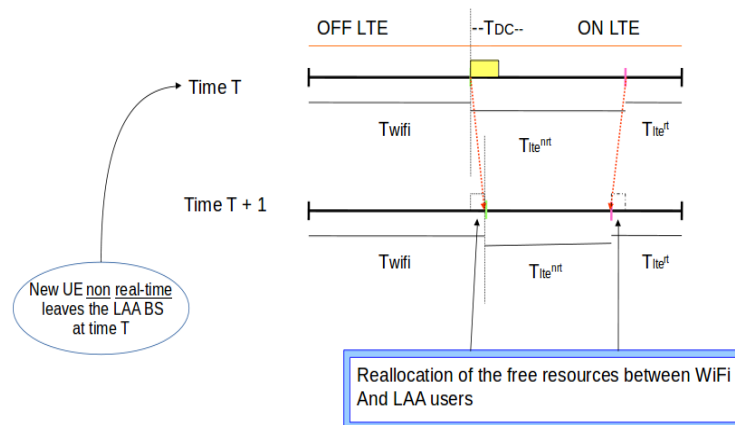 OFF LTE --TDC-- ON LTE
Time T
Twifi Tlteⁿʳᵗ Tlteʳᵗ
Time T + 1
Twifi Tlteⁿʳᵗ Tlteʳᵗ
New UE non real-time
leaves the LAA BS
at time T
Reallocation of the free resources between WiFi
And LAA users